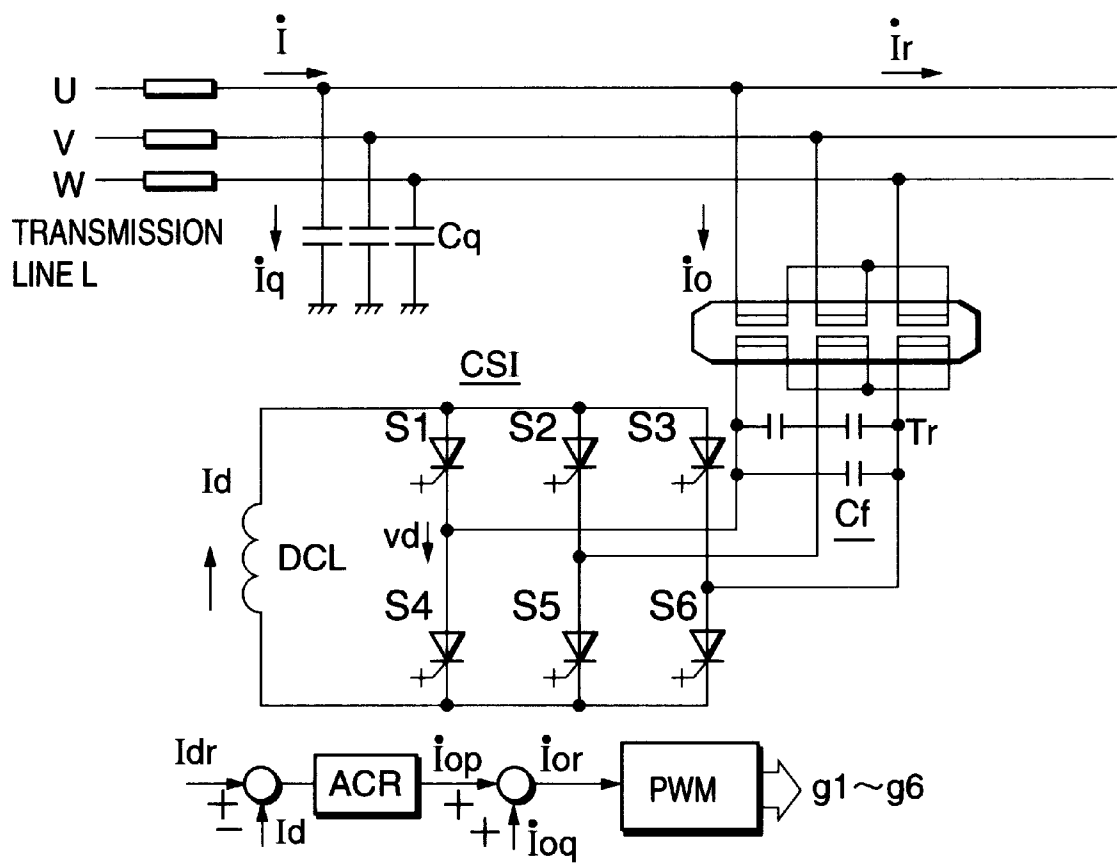 İ
İr
U
V
W
TRANSMISSION
LINE L
Cq
İq
İo
CSI
S1
S2
S3
Tr
Id
Cf
vd
DCL
S4
S5
S6
Idr
+
−
Id
ACR
İop
+
+
İoq
İor
PWM
g1~g6